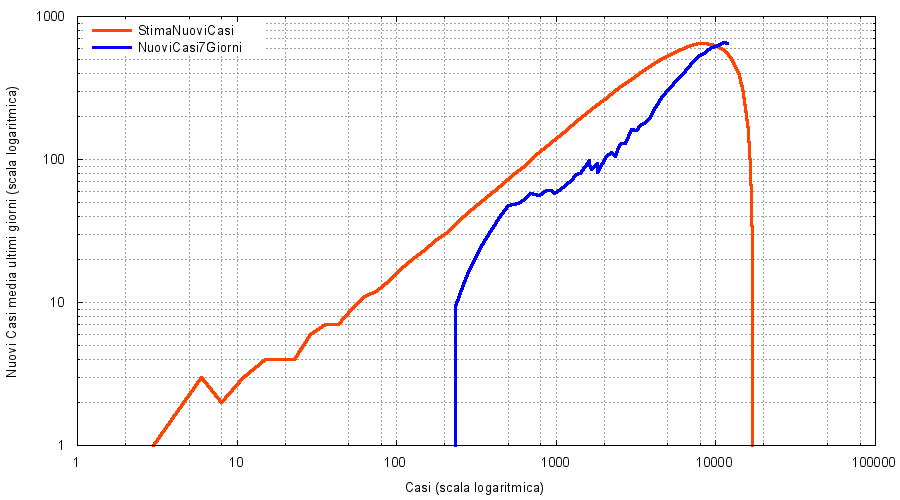 1000
StimaNuoviCasi
NuoviCasi7Giorni
100
10
1
Nuovi Casi media ultimi giorni (scala logaritmica)
1 10 100 1000 10000 100000
Casi (scala logaritmica)